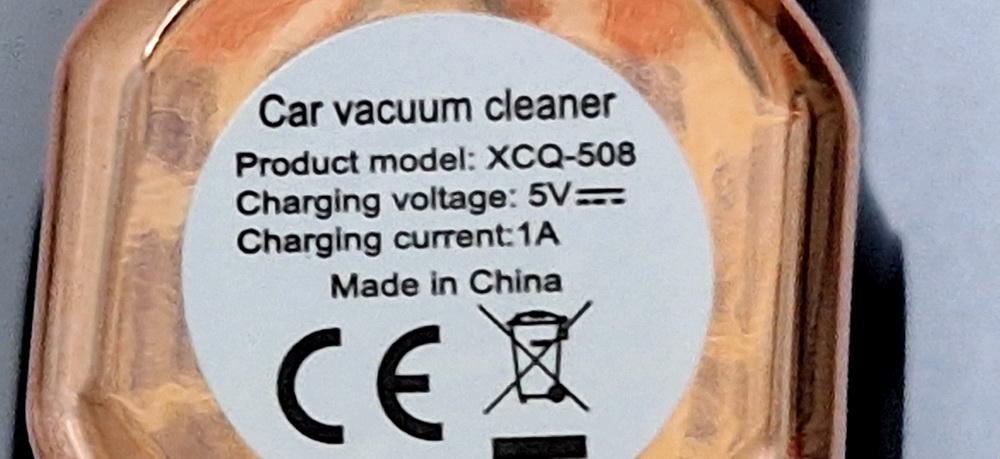 Car vacuum cleaner
Product model: XCQ-508
Charging voltage: 5V⎓
Charging current:1A
Made in China
CE